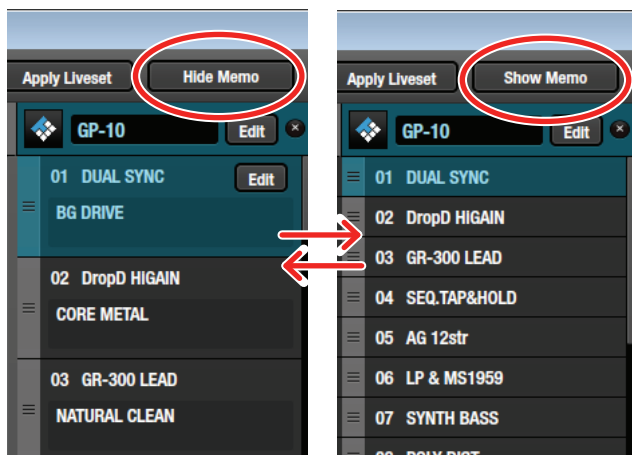 Apply Liveset Hide Memo
GP-10 Edit
01 DUAL SYNC Edit
BG DRIVE
02 DropD HIGAIN
CORE METAL
03 GR-300 LEAD
NATURAL CLEAN
Apply Liveset Show Memo
GP-10 Edit
01 DUAL SYNC
02 DropD HIGAIN
03 GR-300 LEAD
04 SEQ.TAP&HOLD
05 AG 12str
06 LP & MS1959
07 SYNTH BASS